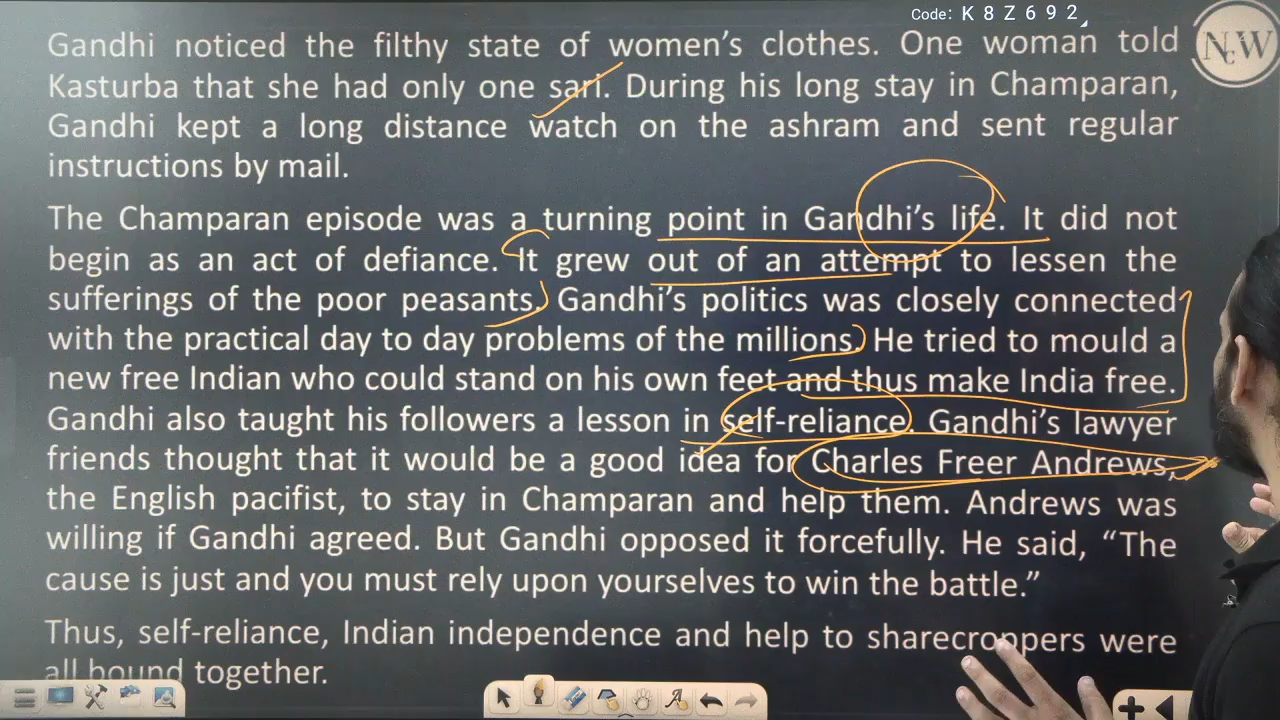 Code: K8Z692
NCW
Gandhi noticed the filthy state of women's clothes. One woman told
Kasturba that she had only one sari. During his long stay in Champaran,
Gandhi kept a long distance watch on the ashram and sent regular
instructions by mail.
The Champaran episode was a turning point in Gandhi's life. It did not
begin as an act of defiance. It grew out of an attempt to lessen the
sufferings of the poor peasants. Gandhi's politics was closely connected
with the practical day to day problems of the millions. He tried to mould a
new free Indian who could stand on his own feet and thus make India free.
Gandhi also taught his followers a lesson in self-reliance. Gandhi's lawyer
friends thought that it would be a good idea for Charles Freer Andrews,
the English pacifist, to stay in Champaran and help them. Andrews was
willing if Gandhi agreed. But Gandhi opposed it forcefully. He said, “The
cause is just and you must rely upon yourselves to win the battle.”
Thus, self-reliance, Indian independence and help to sharecroppers were
all bound together.